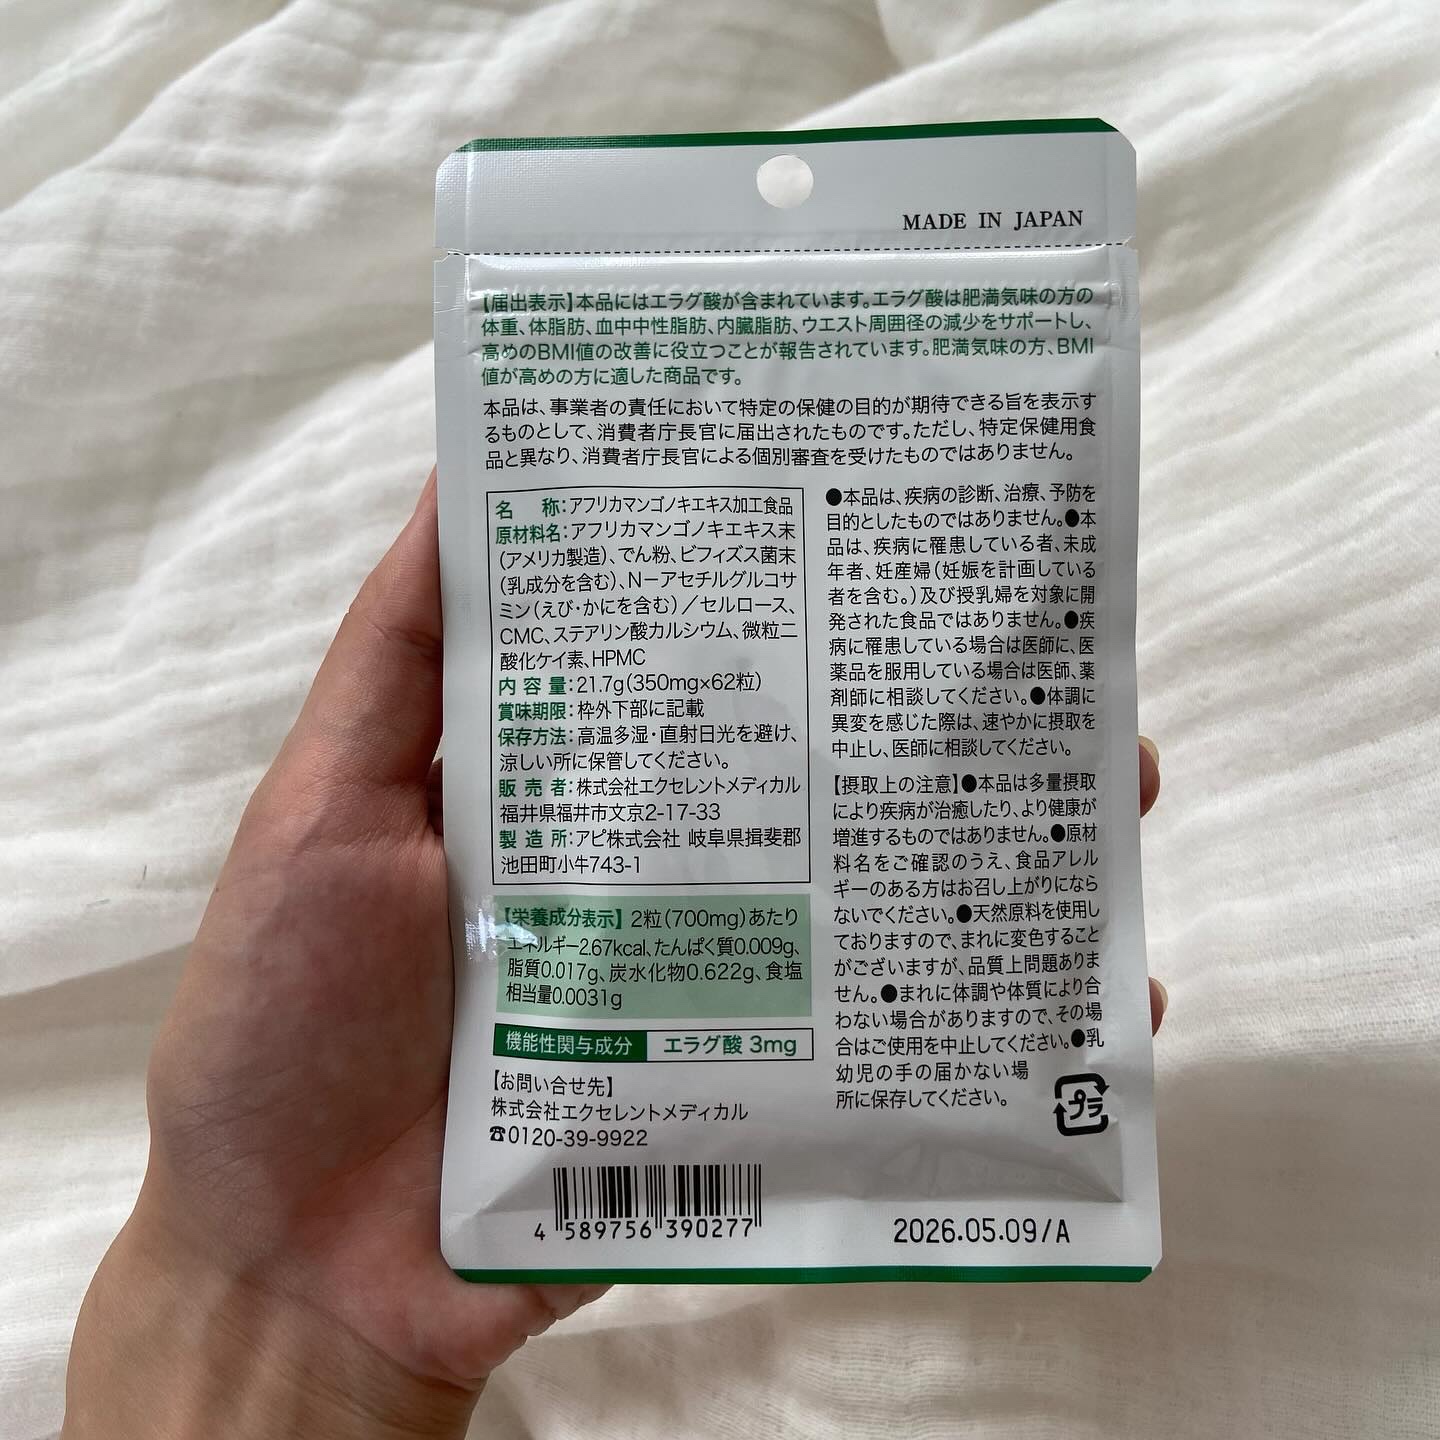 MADE IN JAPAN
【届出表示】本品にはエラグ酸が含まれています。エラグ酸は肥満気味の方の
体重、体脂肪、血中中性脂肪、内臓脂肪、ウエスト周囲径の減少をサポートし、
高めのBMI値の改善に役立つことが報告されています。肥満気味の方、BMI
値が高めの方に適した商品です。
本品は、事業者の責任において特定の保健の目的が期待できる旨を表示す
るものとして、消費者庁長官に届出されたものです。ただし、特定保健用食
品と異なり、消費者庁長官による個別審査を受けたものではありません。
名 称：アフリカマンゴノキエキス加工食品
原材料名：アフリカマンゴノキエキス末
（アメリカ製造）、でん粉、ビフィズス菌末
（乳成分を含む）、N－アセチルグルコサ
ミン（えび・かにを含む）／セルロース、
CMC、ステアリン酸カルシウム、微粒二
酸化ケイ素、HPMC
内 容 量：21.7g(350mg×62粒)
賞味期限：枠外下部に記載
保存方法：高温多湿・直射日光を避け、
涼しい所に保管してください。
販 売 者：株式会社エクセレントメディカル
福井県福井市文京2-17-33
製 造 所：アピ株式会社 岐阜県揖斐郡
池田町小牛743-1
【栄養成分表示】2粒(700mg)あたり
エネルギー2.67kcal、たんぱく質0.009g、
脂質0.017g、炭水化物0.622g、食塩
相当量0.0031g
機能性関与成分 エラグ酸 3mg
【お問い合せ先】
株式会社エクセレントメディカル
☎0120-39-9922
4 589756 390277
●本品は、疾病の診断、治療、予防を
目的としたものではありません。●本
品は、疾病に罹患している者、未成
年者、妊産婦（妊娠を計画している
者を含む。）及び授乳婦を対象に開
発された食品ではありません。●疾
病に罹患している場合は医師に、医
薬品を服用している場合は医師、薬
剤師に相談してください。●体調に
異変を感じた際は、速やかに摂取を
中止し、医師に相談してください。
【摂取上の注意】●本品は多量摂取
により疾病が治癒したり、より健康が
増進するものではありません。●原材
料名をご確認のうえ、食品アレル
ギーのある方はお召し上がりになら
ないでください。●天然原料を使用し
ておりますので、まれに変色すること
がございますが、品質上問題ありま
せん。●まれに体調や体質により合
わない場合がありますので、その場
合はご使用を中止してください。●乳
幼児の手の届かない場
所に保存してください。
プラ
2026.05.09/A